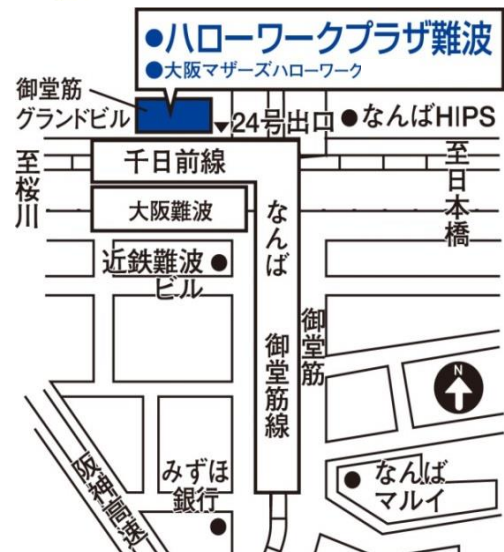 ●ハローワークプラザ難波
●大阪マザーズハローワーク
御堂筋
グランドビル
▼24号出口
●なんばHIPS
至桜川
千日前線
至日本橋
大阪難波
なんば
近鉄難波●
ビル
御堂筋
御堂筋線
N
阪神高速
みずほ
銀行
●
●なんば
マルイ